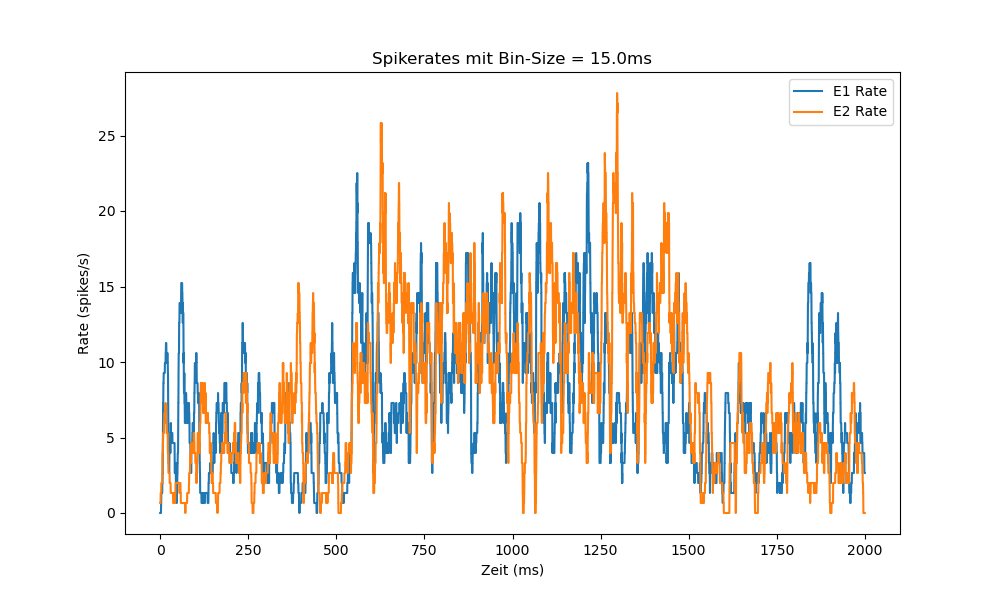 Spikerates mit Bin-Size = 15.0ms
E1 Rate
E2 Rate
Rate (spikes/s)
25
20
15
10
5
0
0 250 500 750 1000 1250 1500 1750 2000
Zeit (ms)